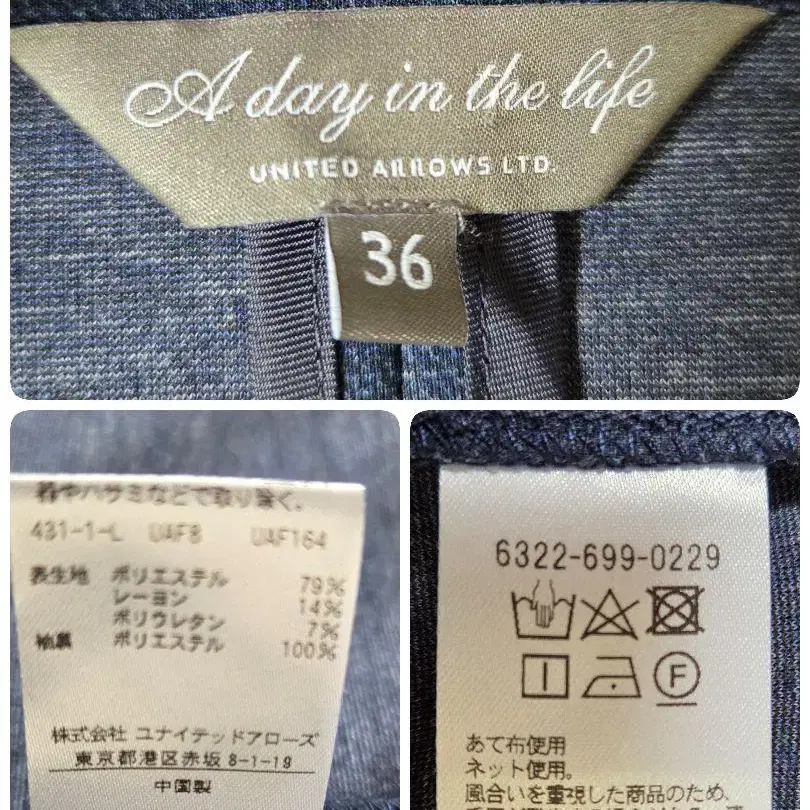 A day in the life
UNITED ARROWS LTD.
36
器やハサミなどで取り除く。
431-1-L UAF8 UAF164
表生地 ポリエステル 79%
レーヨン 14%
ポリウレタン 7%
袖裏 ポリエステル 100%
株式会社 ユナイテッドアローズ
東京都港区赤坂 8-1-19
中国製
6322-699-0229
F
あて布使用
ネット使用。
風合いを重視した商品のため、